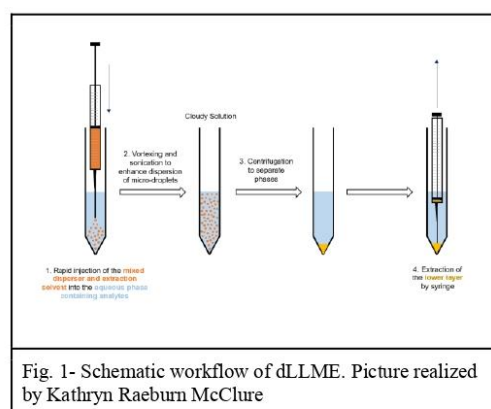 Cloudy Solution
2. Vortexing and
sonication to
enhance dispersion
of micro-droplets
3. Centrifugation
to separate
phases
1. Rapid injection of the mixed
disperser and extraction
solvent into the aqueous phase
containing analytes
4. Extraction of
the lower layer
by syringe
Fig. 1- Schematic workflow of dLLME. Picture realized
by Kathryn Raeburn McClure